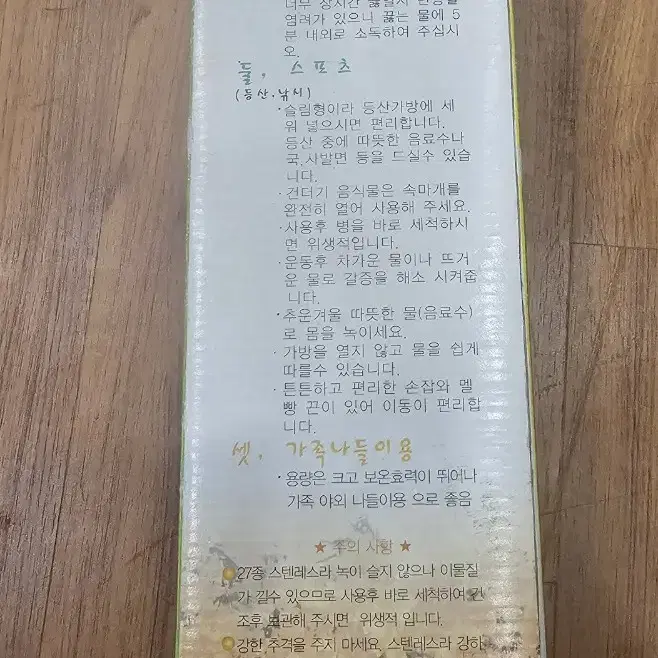 너무 장시간 끓일시 변형될
염려가 있으니 끓는 물에 5
분 내외로 소독하여 주십시
오.
둘, 스포츠
(등산.낚시)
·슬림형이라 등산가방에 세
워 넣으시면 편리합니다.
등산 중에 따뜻한 음료수나
국.사발면 등을 드실수 있습
니다.
·건더기 음식물은 속마개를
완전히 열어 사용해 주세요.
·사용후 병을 바로 세척하시
면 위생적입니다.
·운동후 차가운 물이나 뜨거
운 물로 갈증을 해소 시켜줍
니다.
·추운겨울 따뜻한 물(음료수)
로 몸을 녹이세요.
·가방을 열지 않고 물을 쉽게
따를수 있습니다.
·튼튼하고 편리한 손잡와 멜
빵 끈이 있어 이동이 편리합
니다.
셋, 가족나들이용
·용량은 크고 보온효력이 뛰어나
가족 야외 나들이용 으로 좋음
★ 주의 사항 ★
27종 스텐레스라 녹이 슬지 않으나 이물질
가 낄수 있으므로 사용후 바로 세척하여 건
조후 보관해 주시면 위생적 입니다.
강한 추격을 주지 마세요. 스텐레스라 강하